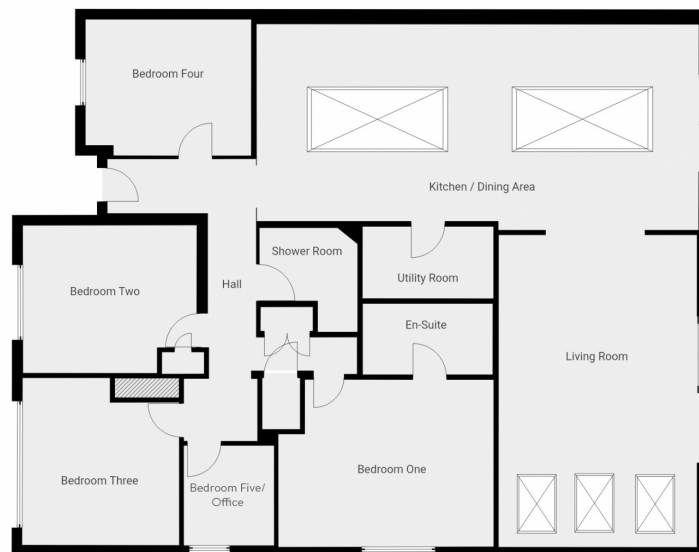 Bedroom Four
Kitchen / Dining Area
Shower Room
Utility Room
Bedroom Two
Hall
En-Suite
Living Room
Bedroom Three
Bedroom Five/
Office
Bedroom One